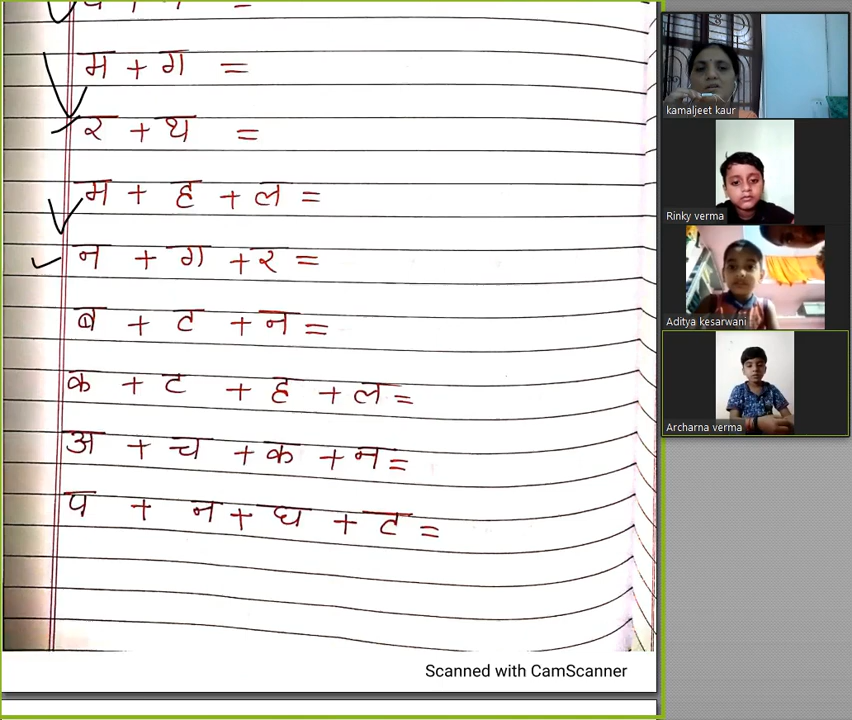 म + ग =
र + थ =
म + ह + ल =
न + ग + र =
ब + ट + न =
क + ट + ह + ल =
अ + च + क + न =
प + न + घ + ट =
Scanned with CamScanner
kamaljeet kaur
Rinky verma
Aditya kesarwani
Archarna verma